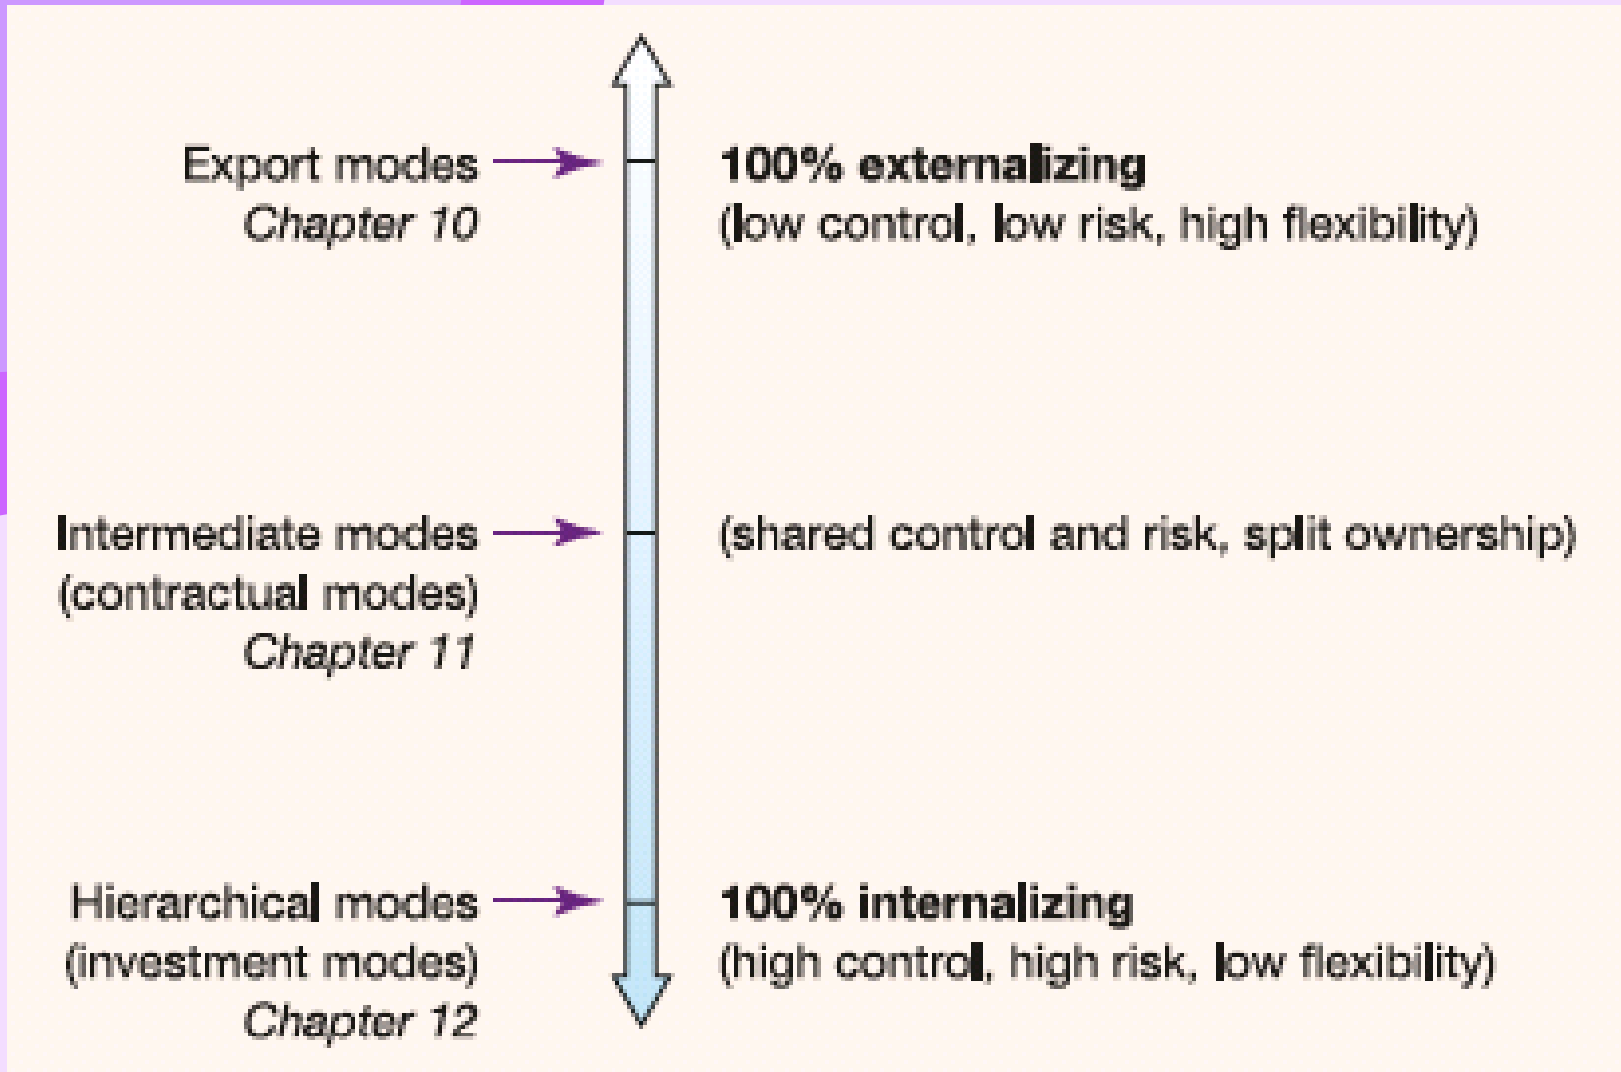 Export modes
Chapter 10
100% externalizing
(low control, low risk, high flexibility)
Intermediate modes
(contractual modes)
Chapter 11
(shared control and risk, split ownership)
Hierarchical modes
(investment modes)
Chapter 12
100% internalizing
(high control, high risk, low flexibility)